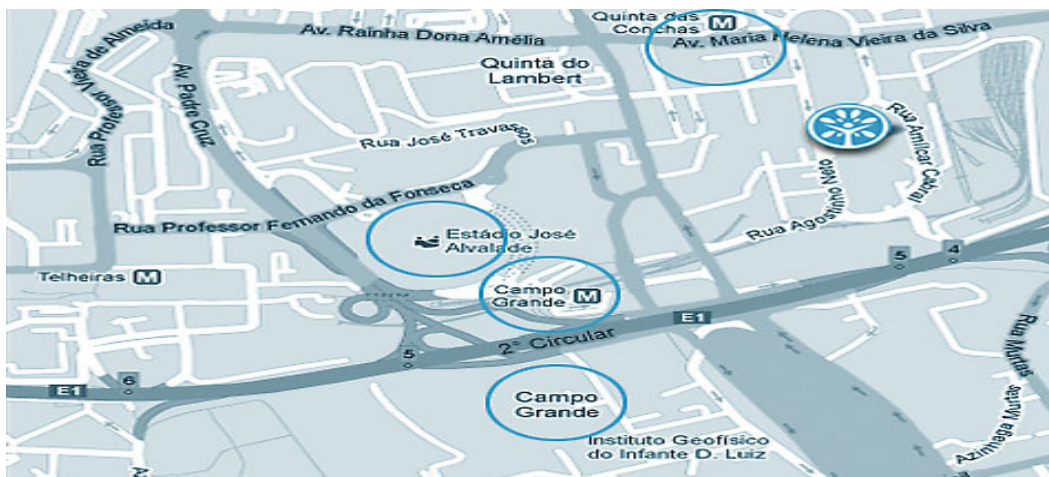 Quinta das
Conchas M
Av. Rainha Dona Amélia
Av. Maria Helena Vieira da Silva
Rua Professor Vieira de Almeida
Av Padre Cruz
Quinta do
Lambert
Rua José Travassos
Rua Amilcar Cabral
Rua Agostinho Neto
Rua Professor Fernando da Fonseca
Estádio José
Alvalade
Telheiras M
Campo
Grande M
5
4
E1
2ª Circular
5
6
E1
Rua Murtas
Campo
Grande
Azinhaga Murtas
Instituto Geofísico
do Infante D. Luiz